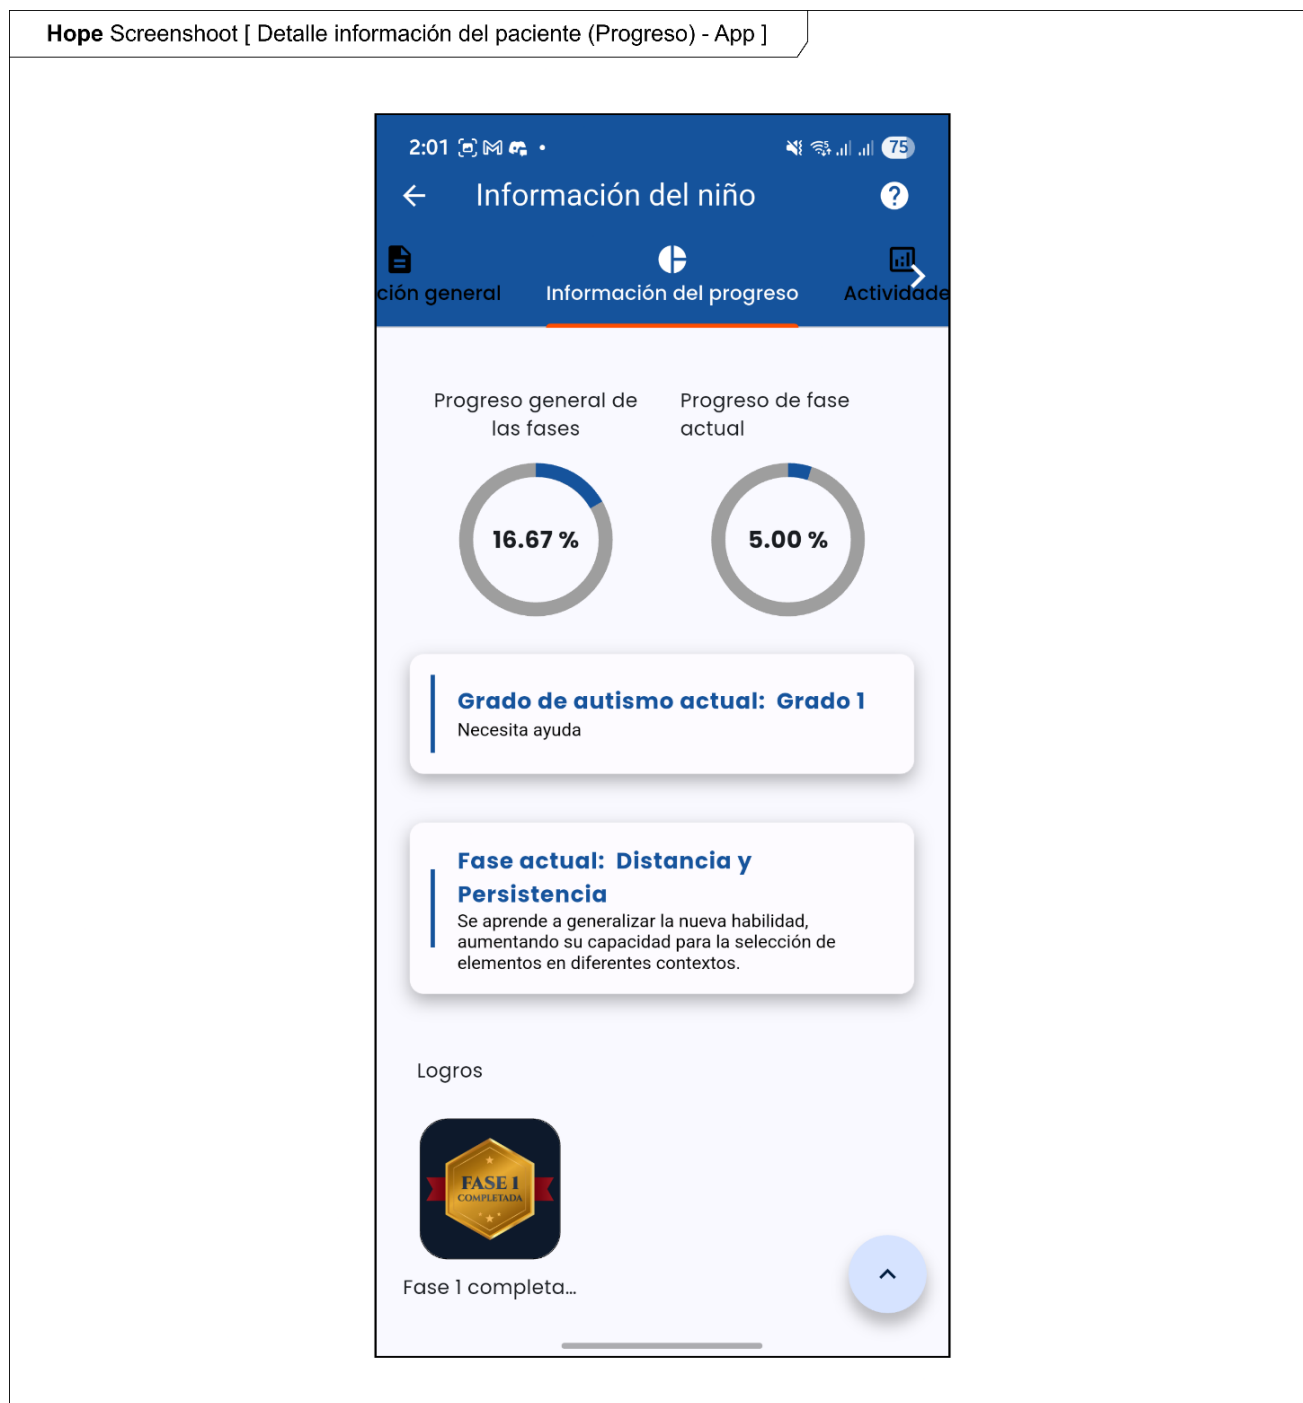 Hope Screenshoot [ Detalle información del paciente (Progreso) - App ]
2:01
75
Información del niño
ción general
Información del progreso
Actividade
Progreso general de
las fases
Progreso de fase
actual
16.67 %
5.00 %
Grado de autismo actual: Grado 1
Necesita ayuda
Fase actual: Distancia y
Persistencia
Se aprende a generalizar la nueva habilidad,
aumentando su capacidad para la selección de
elementos en diferentes contextos.
Logros
FASE 1
COMPLETADA
Fase 1 completa...